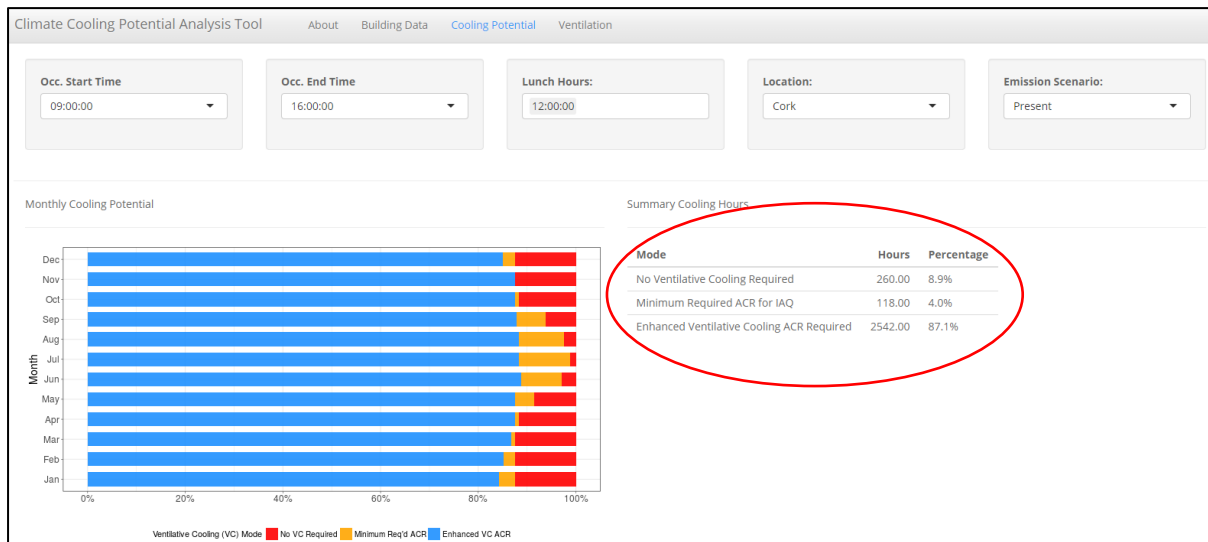 Climate Cooling Potential Analysis Tool About Building Data Cooling Potential Ventilation
Occ. Start Time
09:00:00
Occ. End Time
16:00:00
Lunch Hours:
12:00:00
Location:
Cork
Emission Scenario:
Present
Monthly Cooling Potential
Dec
Nov
Oct
Sep
Aug
Jul
Jun
May
Apr
Mar
Feb
Jan
Month
0% 20% 40% 60% 80% 100%
Ventilative Cooling (VC) Mode No VC Required Minimum Req'd ACR Enhanced VC ACR
Summary Cooling Hours
Mode Hours Percentage
No Ventilative Cooling Required 260.00 8.9%
Minimum Required ACR for IAQ 118.00 4.0%
Enhanced Ventilative Cooling ACR Required 2542.00 87.1%